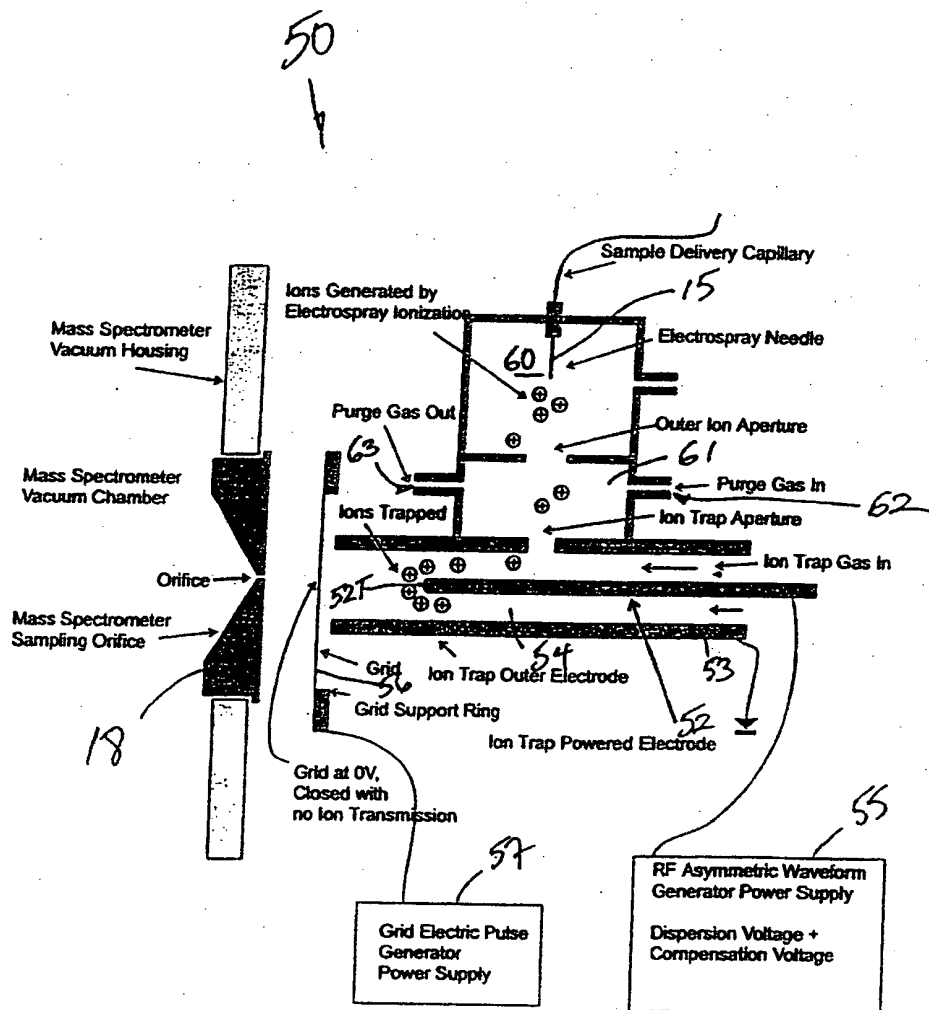 50
Sample Delivery Capillary
Ions Generated by
Electrospray Ionization
15
Mass Spectrometer
Vacuum Housing
Electrospray Needle
60
Purge Gas Out
Outer Ion Aperture
63
61
Mass Spectrometer
Vacuum Chamber
Purge Gas In
62
Ions Trapped
Ion Trap Aperture
Ion Trap Gas In
Orifice
52T
Mass Spectrometer
Sampling Orifice
54
53
Grid
Ion Trap Outer Electrode
56
18
Grid Support Ring
52
Ion Trap Powered Electrode
Grid at 0V,
Closed with
no Ion Transmission
57
55
Grid Electric Pulse
Generator
Power Supply
RF Asymmetric Waveform
Generator Power Supply
Dispersion Voltage +
Compensation Voltage